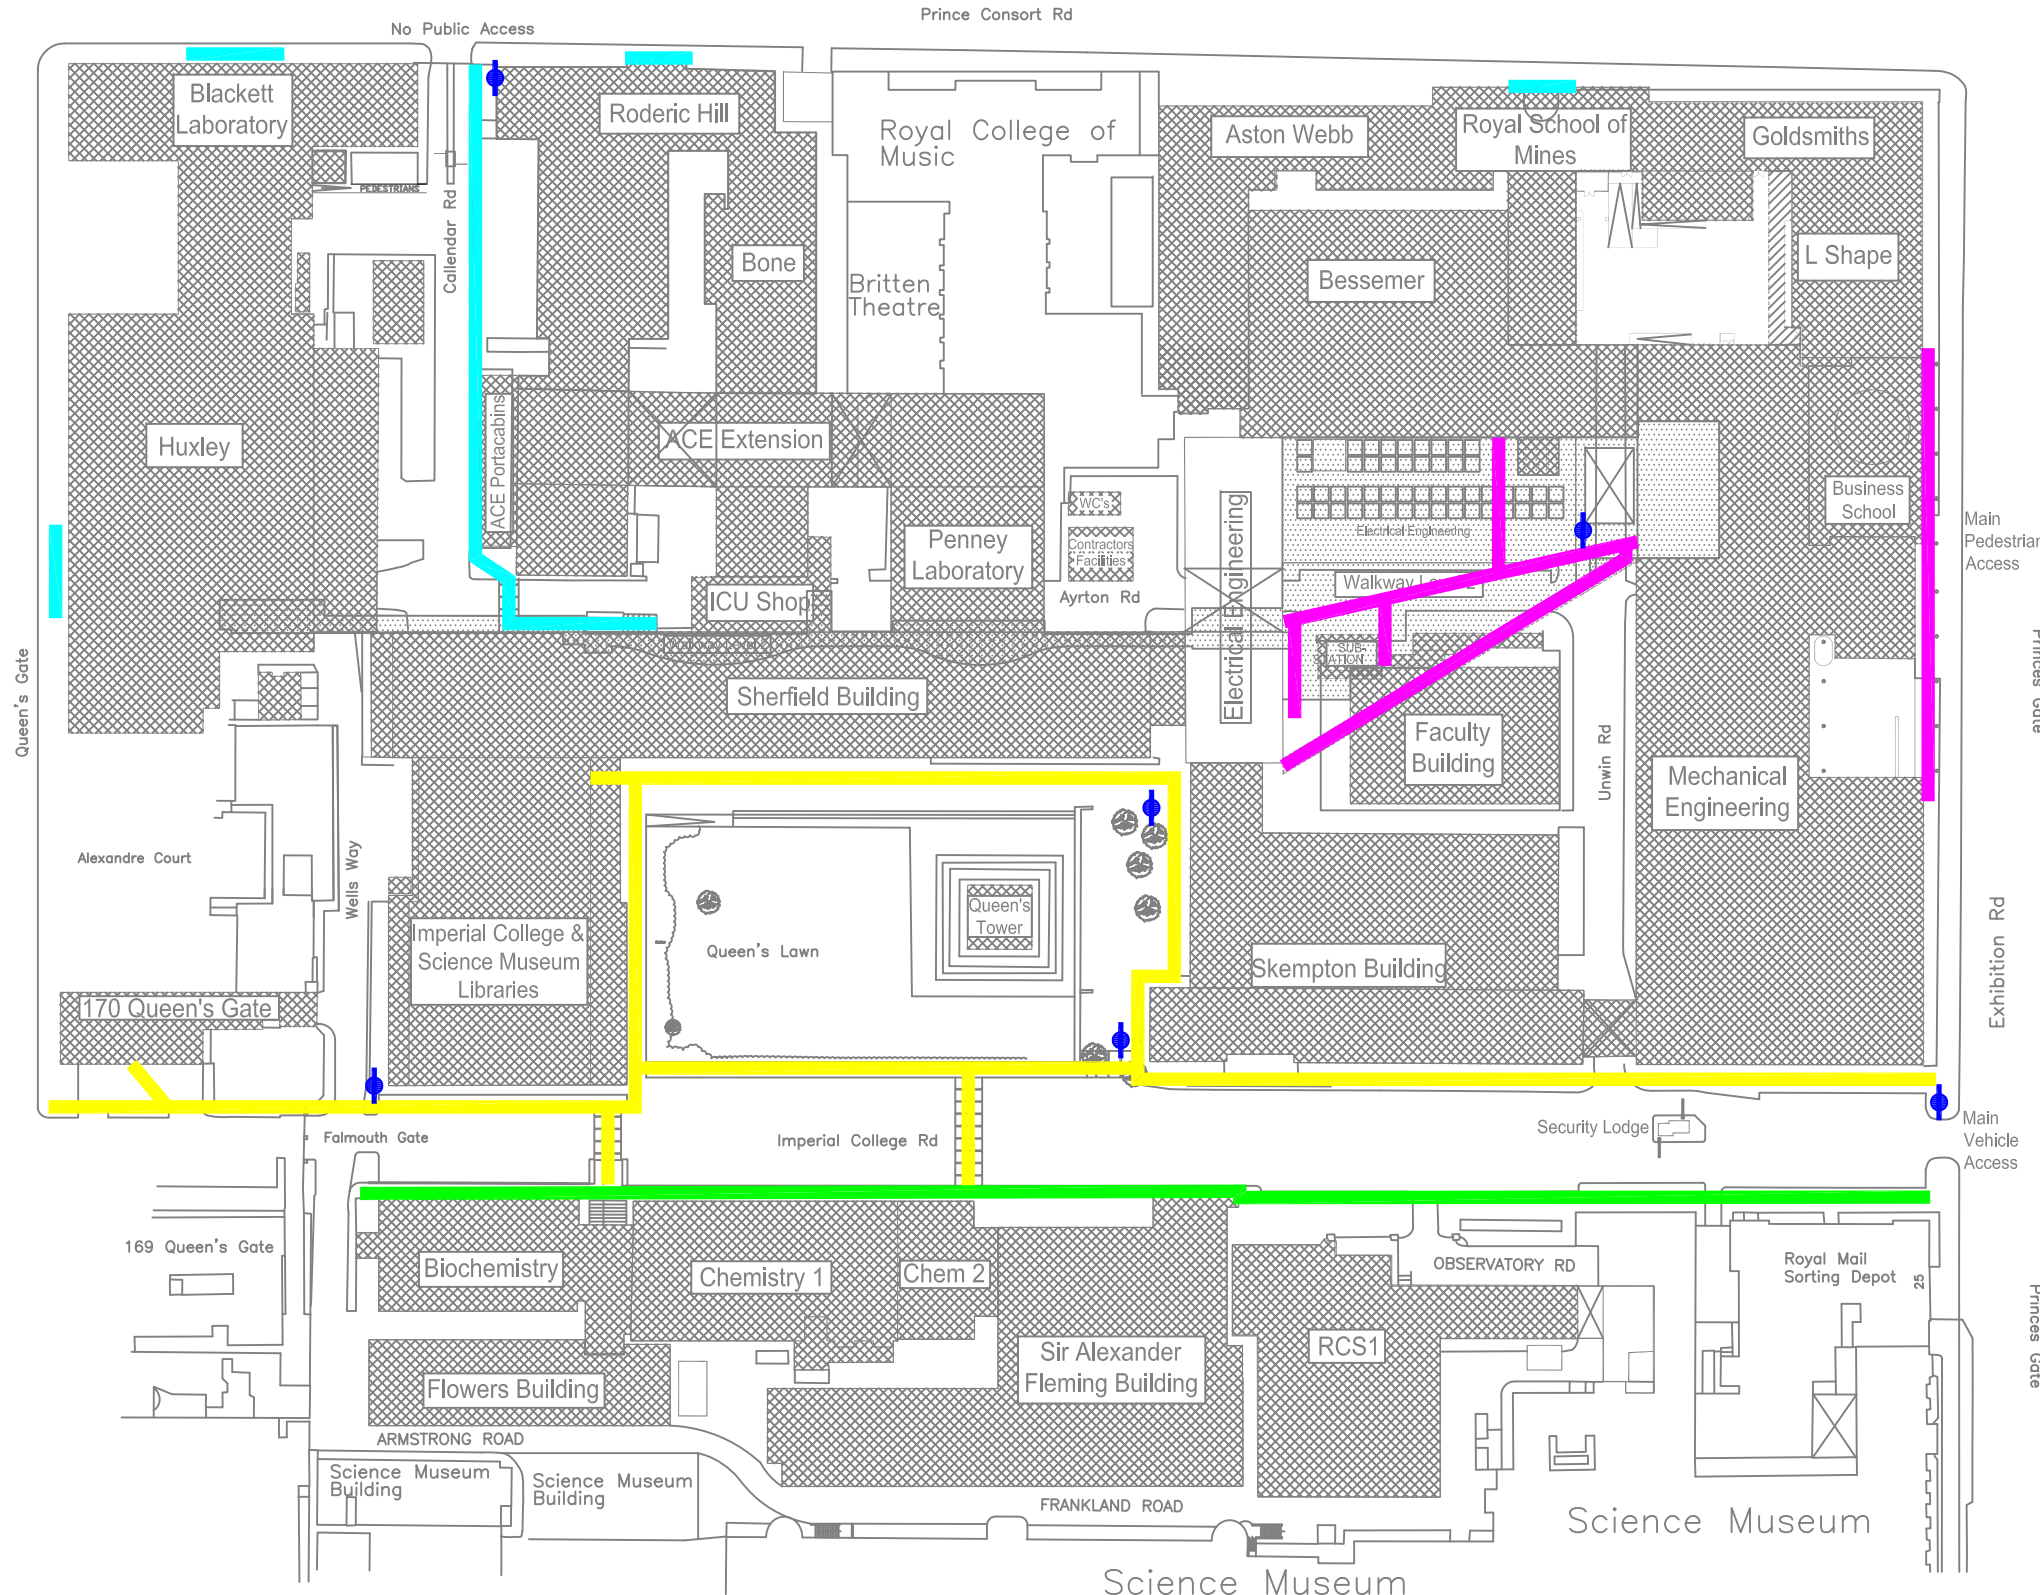 Prince Consort Rd
No Public Access
Blackett
Laboratory
Roderic Hill
Royal College of
Music
Aston Webb
Royal School of
Mines
Goldsmiths
PEDESTRIANS
Callendar Rd
Bone
Britten
Theatre
Bessemer
L Shape
Huxley
ACE Portacabins
ACE Extension
Penney
Laboratory
WC's
Contractors
Facilities
Ayrton Rd
Electrical Engineering
Electrical Engineering
Business
School
Main
Pedestrian
Access
ICU Shop
SUB-
STATION
Sherfield Building
Faculty
Building
Unwin Rd
Mechanical
Engineering
Queen's Gate
Princes Gate
Alexandre Court
Wells Way
Imperial College &
Science Museum
Libraries
Queen's
Tower
Queen's Lawn
Skempton Building
Exhibition Rd
170 Queen's Gate
Falmouth Gate
Imperial College Rd
Security Lodge
Main
Vehicle
Access
169 Queen's Gate
Biochemistry
Chemistry 1
Chem 2
OBSERVATORY RD
Royal Mail
Sorting Depot
25
Princes Gate
Flowers Building
Sir Alexander
Fleming Building
RCS1
ARMSTRONG ROAD
Science Museum
Building
Science Museum
Building
FRANKLAND ROAD
Science Museum
Science Museum